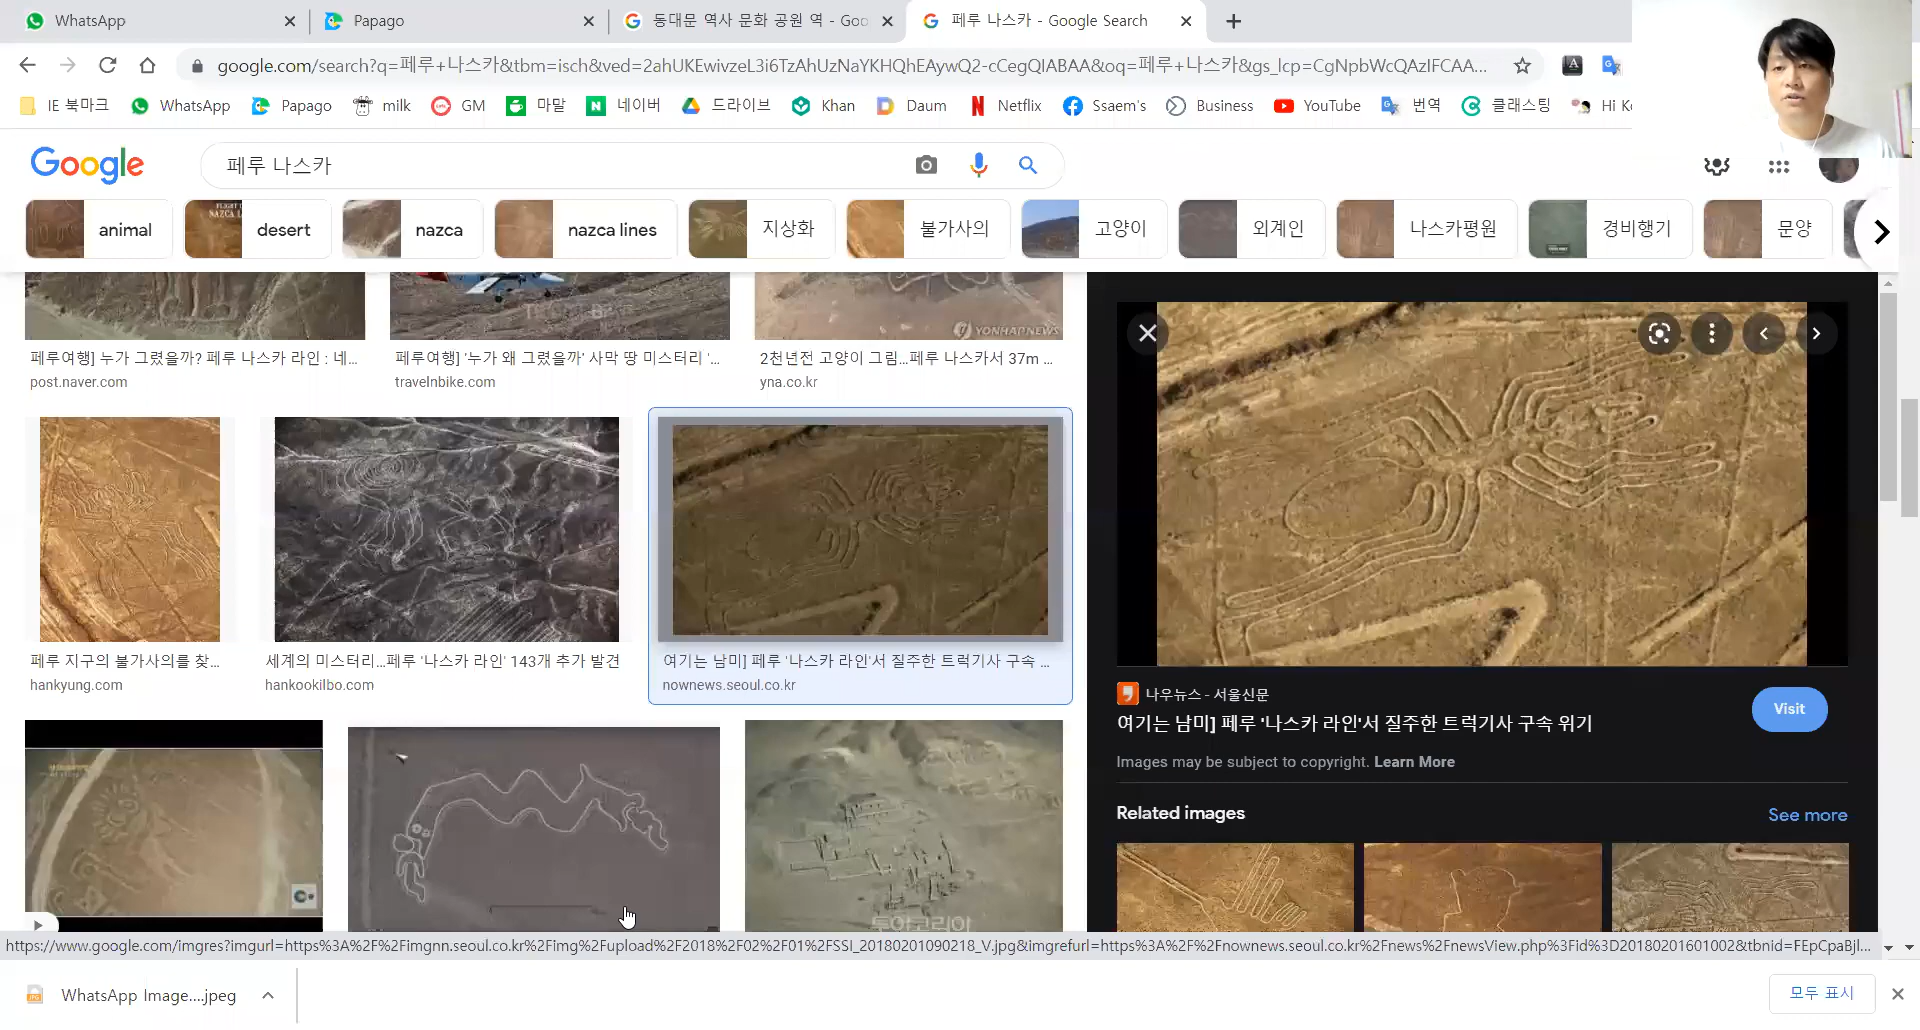 WhatsApp
Papago
동대문 역사 문화 공원 역 - Goo
페루 나스카 - Google Search
google.com/search?q=페루+나스카&tbm=isch&ved=2ahUKEwivzeL3i6TzAhUzNaYKHQhEAywQ2-cCegQIABAA&oq=페루+나스카&gs_lcp=CgNpbWcQAzIFCAA...
IE 북마크
WhatsApp
Papago
milk
GM
마말
네이버
드라이브
Khan
Daum
Netflix
Ssaem's
Business
YouTube
번역
클래스팅
Hi Ko
Google
페루 나스카
animal
desert
nazca
nazca lines
지상화
불가사의
고양이
외계인
나스카평원
경비행기
문양
YONHAPNEWS
페루여행] 누가 그렸을까? 페루 나스카 라인 : 네...
post.naver.com
페루여행] '누가 왜 그렸을까' 사막 땅 미스터리 '...
travelnbike.com
2천년전 고양이 그림...페루 나스카서 37m ...
yna.co.kr
페루 지구의 불가사의를 찾...
hankyung.com
세계의 미스터리...페루 '나스카 라인' 143개 추가 발견
hankookilbo.com
여기는 남미] 페루 '나스카 라인'서 질주한 트럭기사 구속 ...
nownews.seoul.co.kr
나우뉴스 - 서울신문
여기는 남미] 페루 '나스카 라인'서 질주한 트럭기사 구속 위기
Visit
Images may be subject to copyright. Learn More
Related images
See more
https://www.google.com/imgres?imgurl=https%3A%2F%2Fimgnn.seoul.co.kr%2Fimg%2Fupload%2F2018%2F02%2F01%2FSSI_20180201090218_V.jpg&imgrefurl=https%3A%2F%2Fnownews.seoul.co.kr%2Fnews%2FnewsView.php%3Fid%3D20180201601002&tbnid=FEpCpaBjl...
WhatsApp Image....jpeg
모두 표시